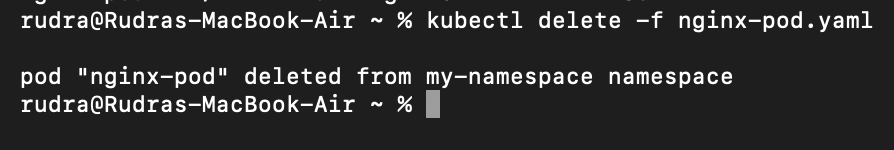 rudra@Rudras-MacBook-Air ~ % kubectl delete -f nginx-pod.yaml
pod "nginx-pod" deleted from my-namespace namespace
rudra@Rudras-MacBook-Air ~ %